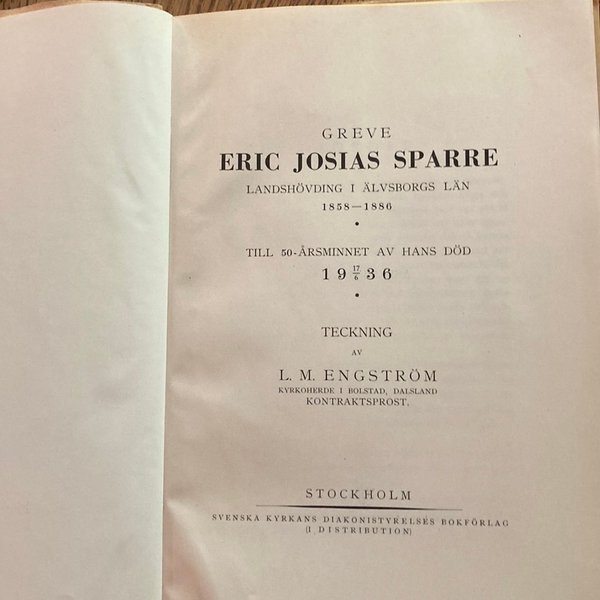 GREVE
ERIC JOSIAS SPARRE
LANDSHÖVDING I ÄLVSBORGS LÄN
1858—1886
•
TILL 50-ÅRSMINNET AV HANS DÖD
19 17/6 36
•
TECKNING
AV
L. M. ENGSTRÖM
KYRKOHERDE I BOLSTAD, DALSLAND
KONTRAKTSPROST.
STOCKHOLM
SVENSKA KYRKANS DIAKONISTYRELSES BOKFÖRLAG
(I DISTRIBUTION)